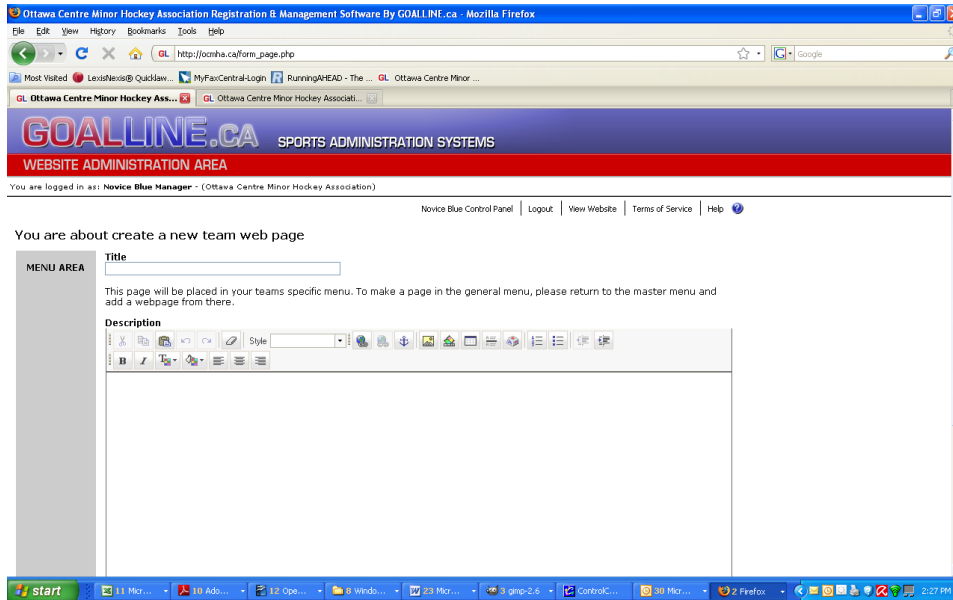 Ottawa Centre Minor Hockey Association Registration & Management Software By GOALLINE.ca - Mozilla Firefox
File Edit View History Bookmarks Tools Help
GL http://ocmha.ca/form_page.php G Google
Most Visited LexisNexis® Quicklaw... MyFaxCentral-Login RunningAHEAD - The ... GL Ottawa Centre Minor ...
GL Ottawa Centre Minor Hockey Ass... GL Ottawa Centre Minor Hockey Associati...
GOALLINE.CA SPORTS ADMINISTRATION SYSTEMS
WEBSITE ADMINISTRATION AREA
You are logged in as: Novice Blue Manager - (Ottawa Centre Minor Hockey Association)
Novice Blue Control Panel Logout View Website Terms of Service Help ?
You are about create a new team web page
MENU AREA
Title
This page will be placed in your teams specific menu. To make a page in the general menu, please return to the master menu and
add a webpage from there.
Description
Style
B I T
start 11 Micr... 10 Ado... 12 Ope... 8 Windo... 23 Micr... 3 gimp-2.6 ControlC... 30 Micr... 2 Firefox 2:27 PM